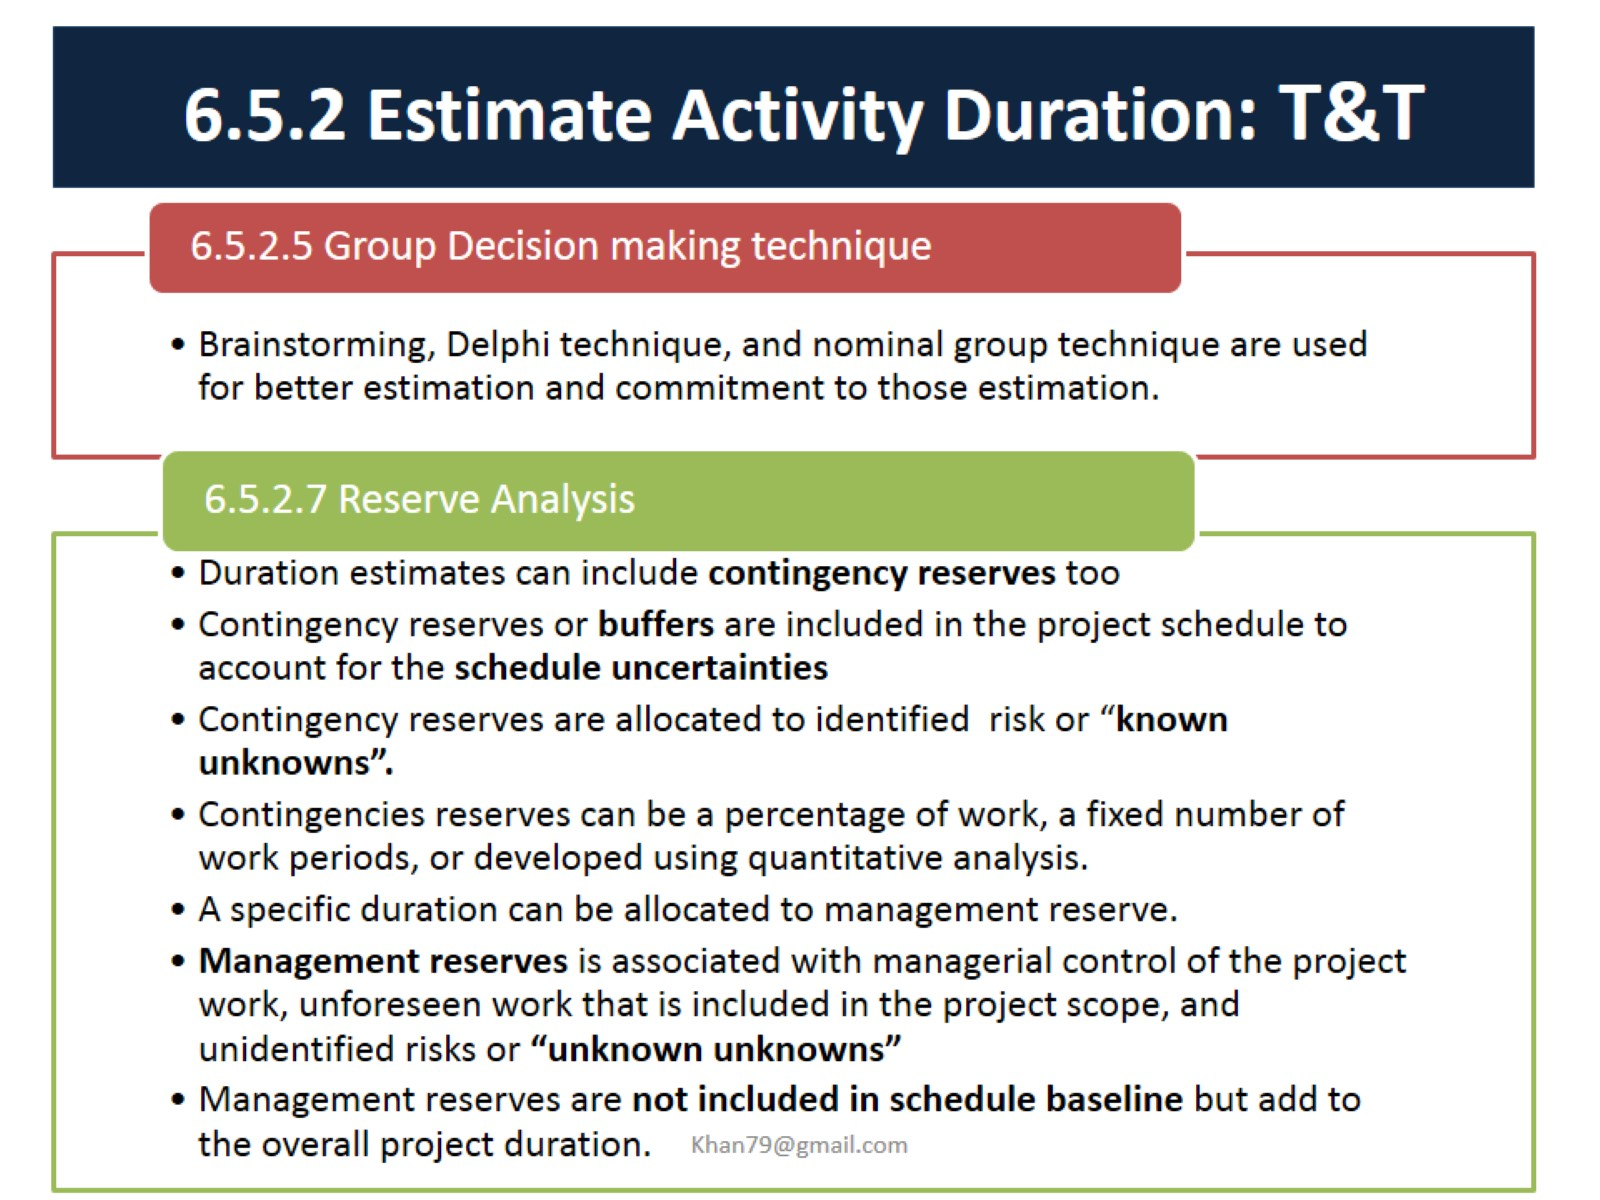 6.5.2 Estimate Activity Duration: T&T
6.5.2.5 Group Decision making technique
• Brainstorming, Delphi technique, and nominal group technique are used
for better estimation and commitment to those estimation.
6.5.2.7 Reserve Analysis
• Duration estimates can include contingency reserves too
• Contingency reserves or buffers are included in the project schedule to
account for the schedule uncertainties
• Contingency reserves are allocated to identified  risk or “known
unknowns”.
• Contingencies reserves can be a percentage of work, a fixed number of
work periods, or developed using quantitative analysis.
• A specific duration can be allocated to management reserve.
• Management reserves is associated with managerial control of the project
work, unforeseen work that is included in the project scope, and
unidentified risks or “unknown unknowns”
• Management reserves are not included in schedule baseline but add to
the overall project duration.
Khan79@gmail.com